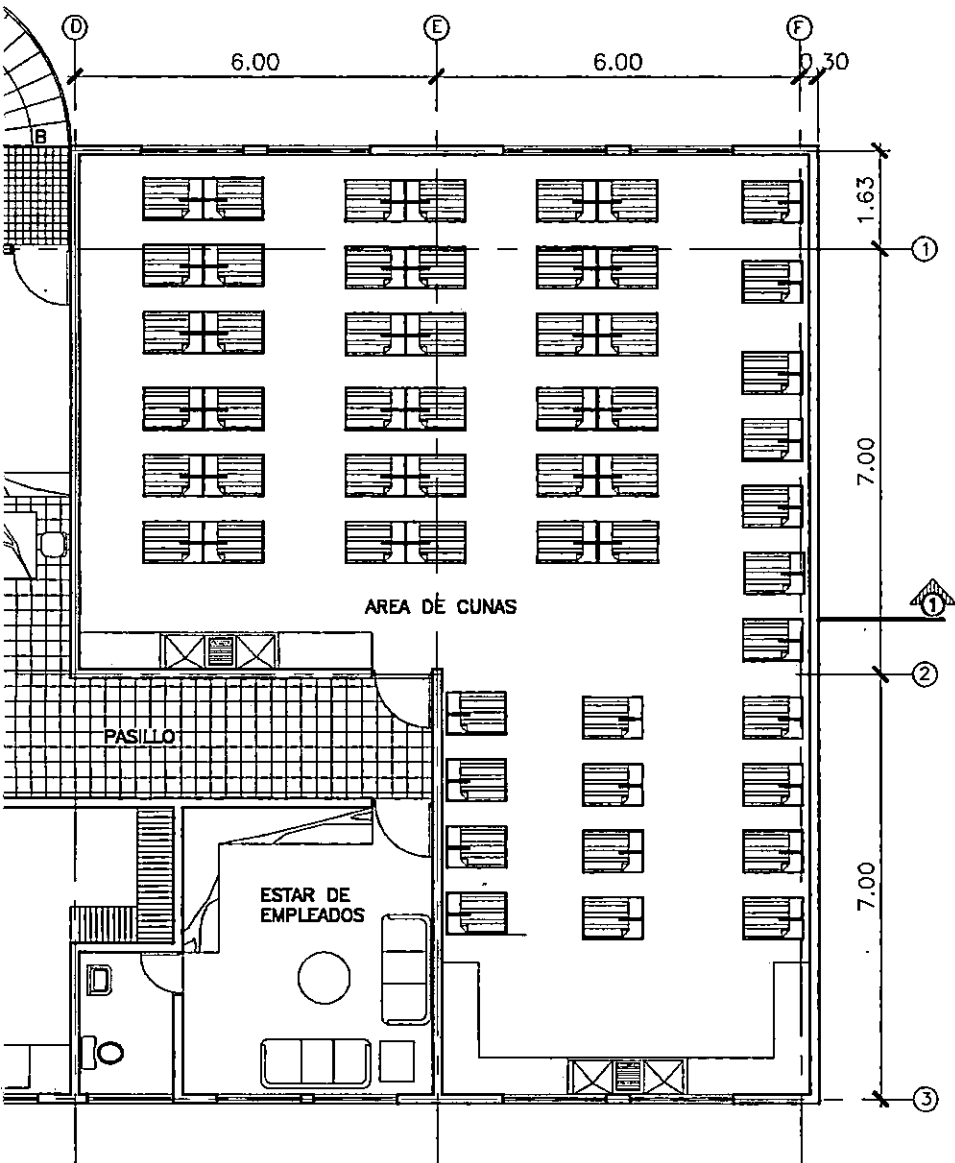 D
E
F
6.00
6.00
0.30
B
1.63
1
7.00
AREA DE CUNAS
1
2
PASILLO
ESTAR DE
EMPLEADOS
7.00
3